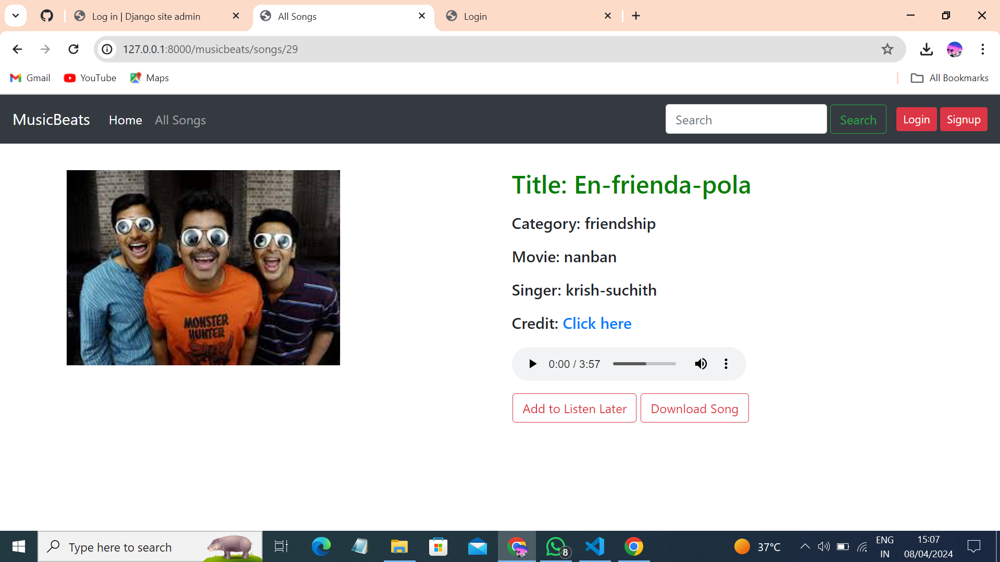 Log in | Django site admin
All Songs
Login
127.0.0.1:8000/musicbeats/songs/29
Gmail
YouTube
Maps
All Bookmarks
MusicBeats
Home
All Songs
Search
Search
Login
Signup
MONSTER
HUNTER
Title: En-frienda-pola
Category: friendship
Movie: nanban
Singer: krish-suchith
Credit: Click here
0:00 / 3:57
Add to Listen Later
Download Song
Type here to search
8
37°C
ENG
IN
15:07
08/04/2024